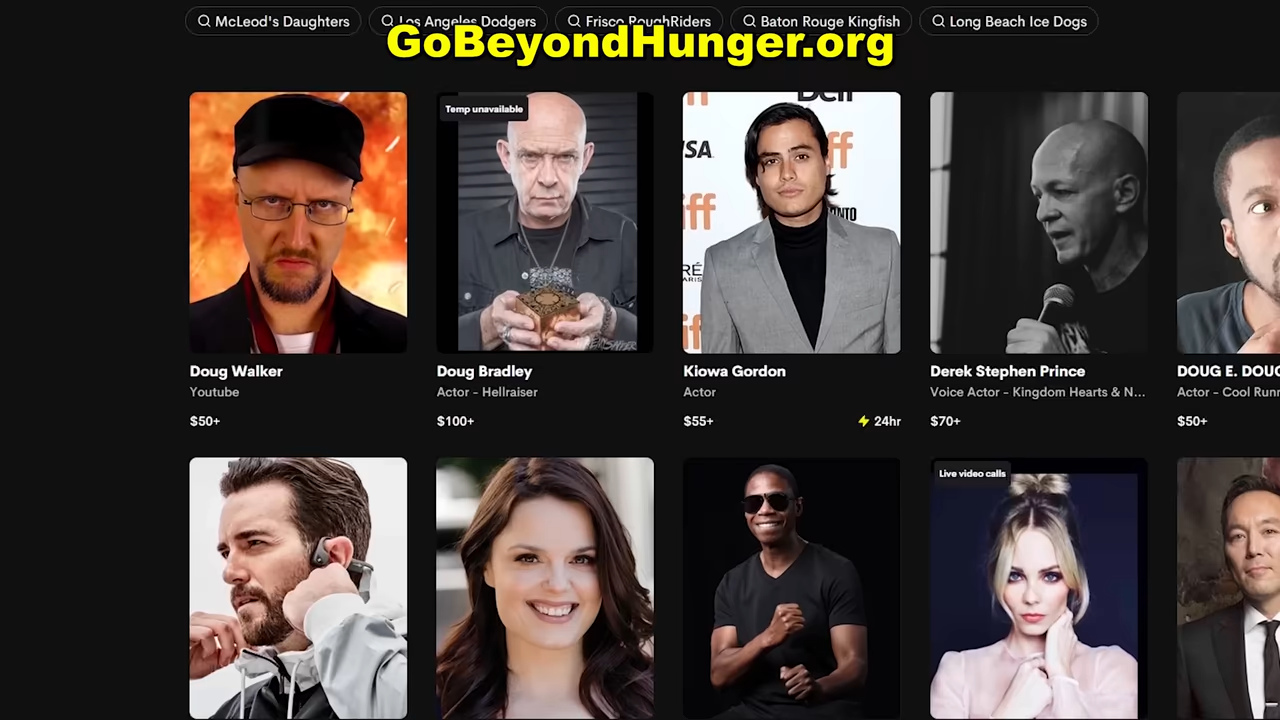 McLeod's Daughters
Los Angeles Dodgers
Frisco RoughRiders
Baton Rouge Kingfish
Long Beach Ice Dogs
GoBeyondHunger.org
Temp unavailable
Doug Walker
Youtube
$50+
Doug Bradley
Actor - Hellraiser
$100+
Kiowa Gordon
Actor
$55+
24hr
Derek Stephen Prince
Voice Actor - Kingdom Hearts & N...
$70+
DOUG E. DOUG
Actor - Cool Runn
$50+
Live video calls